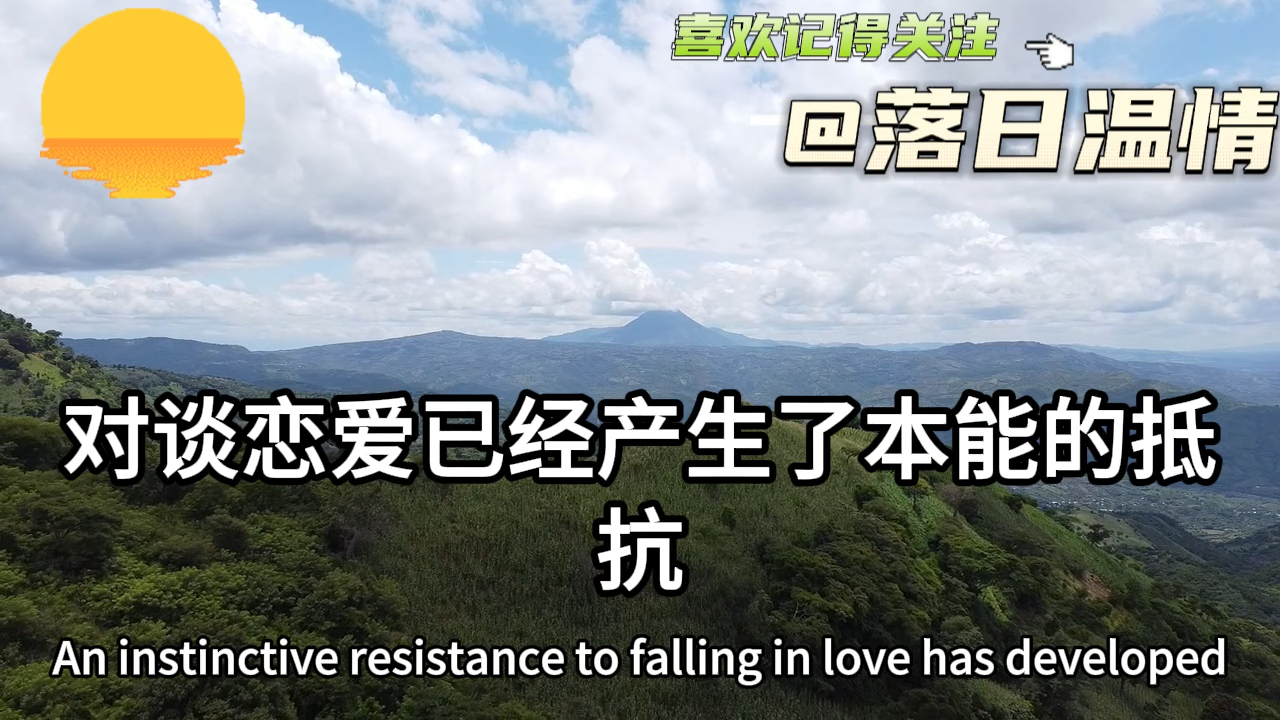 喜欢记得关注
@落日温情
对谈恋爱已经产生了本能的抵
抗
An instinctive resistance to falling in love has developed